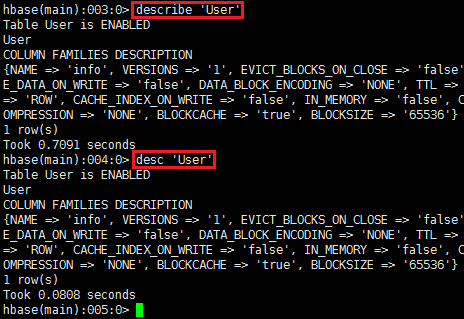 hbase(main):003:0> describe 'User'
Table User is ENABLED
User
COLUMN FAMILIES DESCRIPTION
{NAME => 'info', VERSIONS => '1', EVICT_BLOCKS_ON_CLOSE => 'false'
E_DATA_ON_WRITE => 'false', DATA_BLOCK_ENCODING => 'NONE', TTL =>
=> 'ROW', CACHE_INDEX_ON_WRITE => 'false', IN_MEMORY => 'false', C
OMPRESSION => 'NONE', BLOCKCACHE => 'true', BLOCKSIZE => '65536'}
1 row(s)
Took 0.7091 seconds
hbase(main):004:0> desc 'User'
Table User is ENABLED
User
COLUMN FAMILIES DESCRIPTION
{NAME => 'info', VERSIONS => '1', EVICT_BLOCKS_ON_CLOSE => 'false'
E_DATA_ON_WRITE => 'false', DATA_BLOCK_ENCODING => 'NONE', TTL =>
=> 'ROW', CACHE_INDEX_ON_WRITE => 'false', IN_MEMORY => 'false', C
OMPRESSION => 'NONE', BLOCKCACHE => 'true', BLOCKSIZE => '65536'}
1 row(s)
Took 0.0808 seconds
hbase(main):005:0>